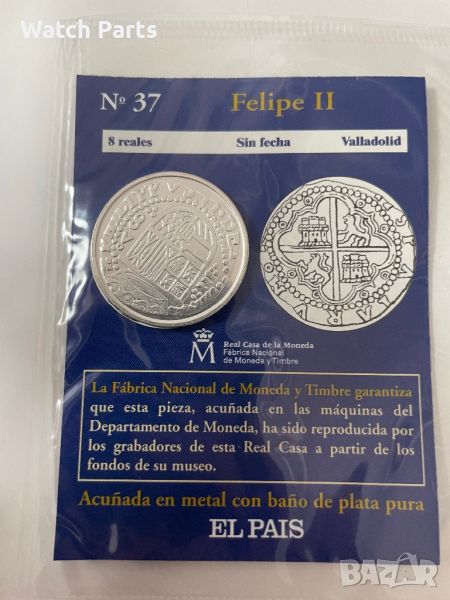 Watch Parts
Nº 37 Felipe II
8 reales Sin fecha Valladolid
M
Real Casa de la Moneda
Fábrica Nacional
de Moneda y Timbre
La Fábrica Nacional de Moneda y Timbre garantiza
que esta pieza, acuñada en las máquinas del
Departamento de Moneda, ha sido reproducida por
los grabadores de esta Real Casa a partir de los
fondos de su museo.
Acuñada en metal con baño de plata pura
EL PAIS
BAZAR